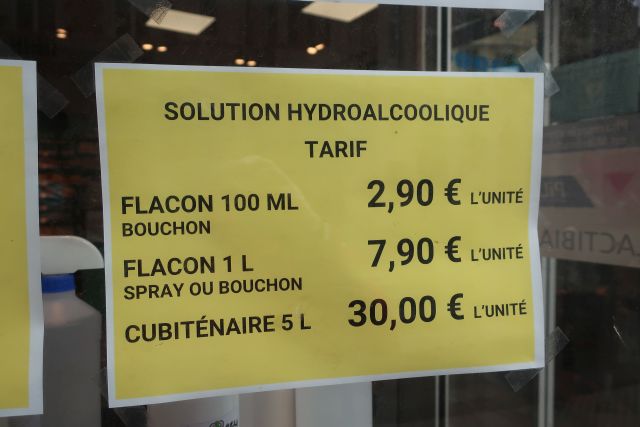 SOLUTION HYDROALCOOLIQUE
TARIF
FLACON 100 ML 2,90 € L'UNITÉ
BOUCHON
FLACON 1 L 7,90 € L'UNITÉ
SPRAY OU BOUCHON
CUBITÉNAIRE 5 L 30,00 € L'UNITÉ